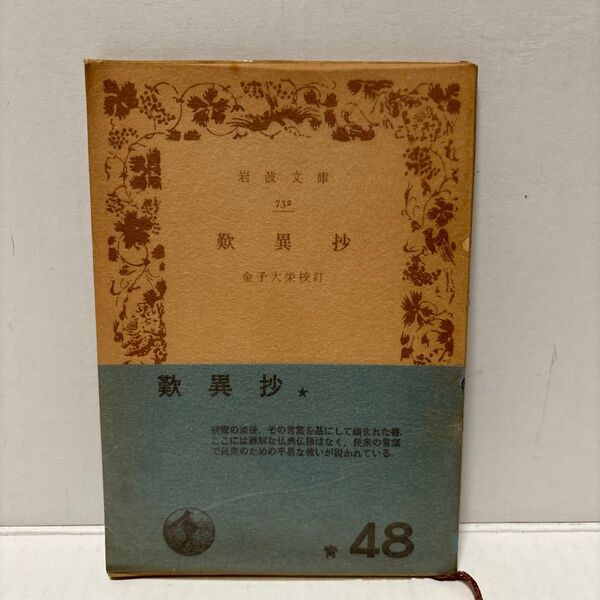 岩波文庫
732
歎異抄
金子大栄校訂
歎異抄 ★
親鸞の滅後、その言葉を基にして編まれた書。
ここには難解な仏典仏語はなく、民衆の言葉
で民衆のための平易な救いが説かれている。
青 48